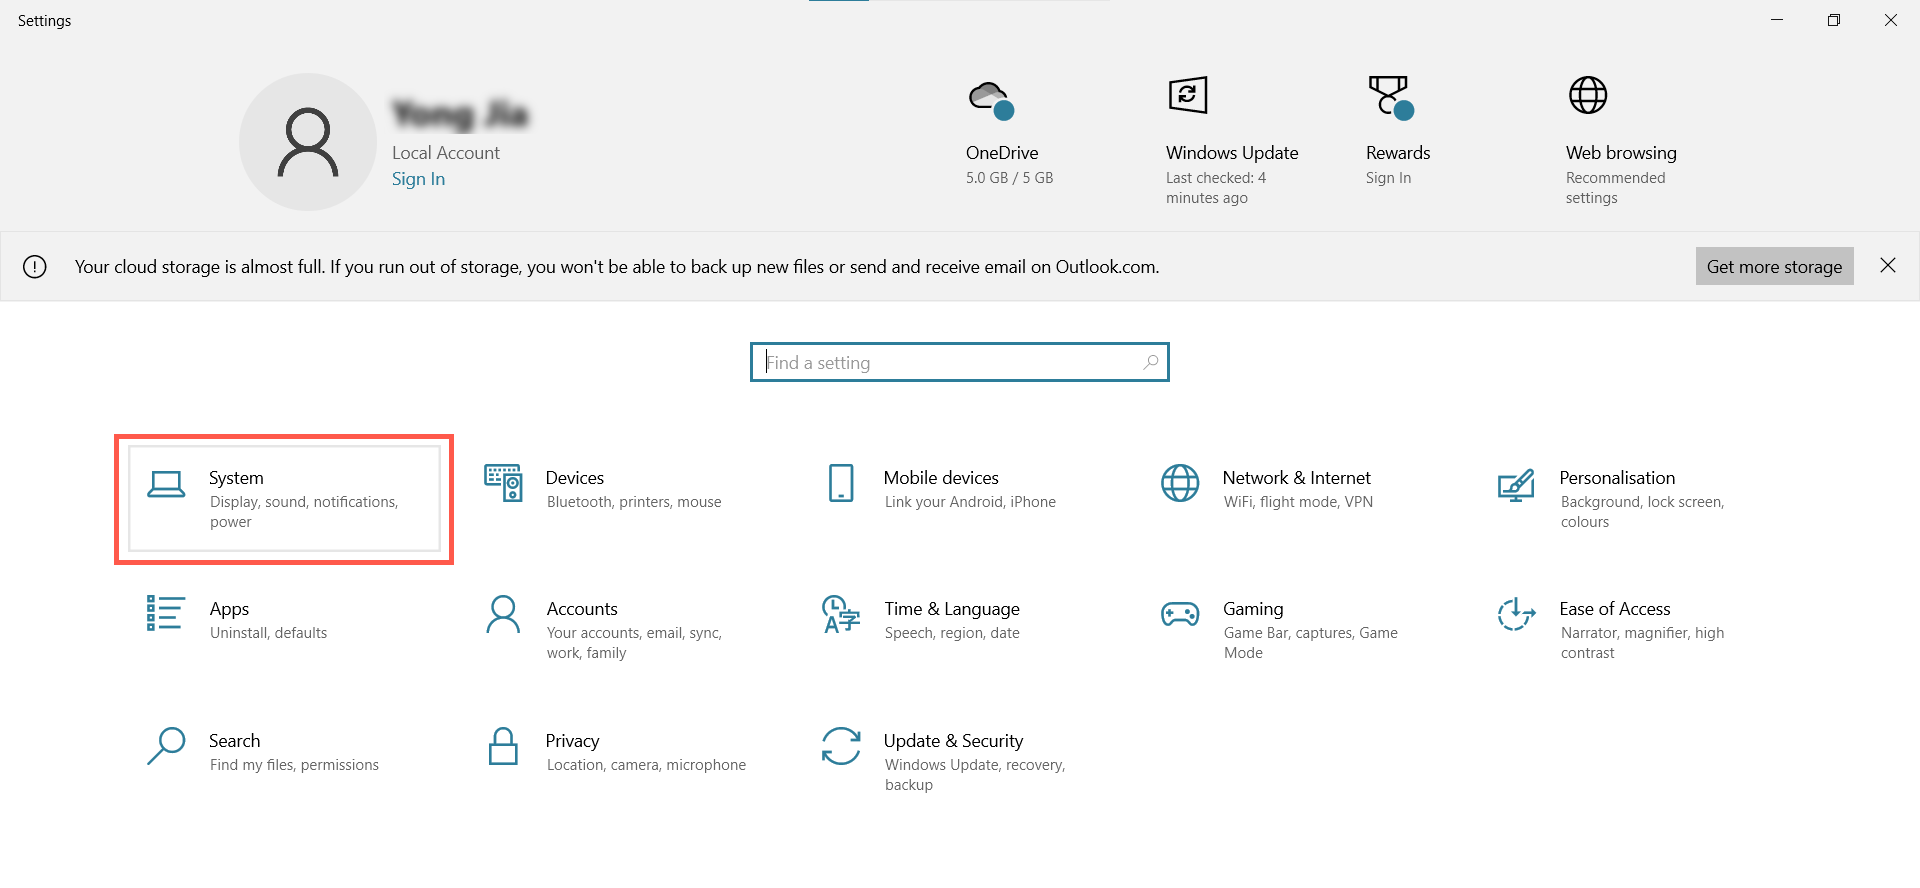 Settings
Local Account
Sign In
OneDrive
5.0 GB / 5 GB
Windows Update
Last checked: 4
minutes ago
Rewards
Sign In
Web browsing
Recommended
settings
Your cloud storage is almost full. If you run out of storage, you won't be able to back up new files or send and receive email on Outlook.com.
Get more storage
Find a setting
System
Display, sound, notifications,
power
Devices
Bluetooth, printers, mouse
Mobile devices
Link your Android, iPhone
Network & Internet
WiFi, flight mode, VPN
Personalisation
Background, lock screen,
colours
Apps
Uninstall, defaults
Accounts
Your accounts, email, sync,
work, family
Time & Language
Speech, region, date
Gaming
Game Bar, captures, Game
Mode
Ease of Access
Narrator, magnifier, high
contrast
Search
Find my files, permissions
Privacy
Location, camera, microphone
Update & Security
Windows Update, recovery,
backup